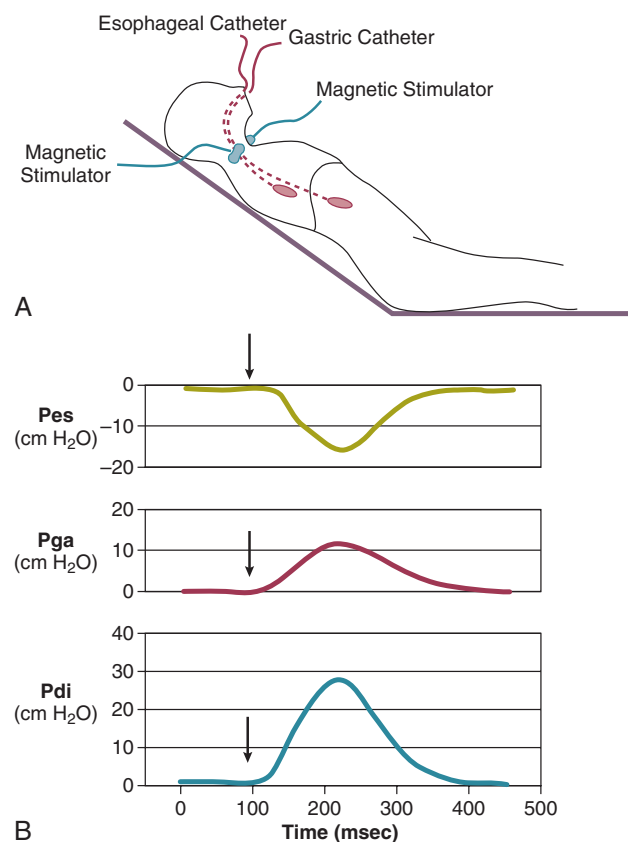 Esophageal Catheter
Gastric Catheter
Magnetic Stimulator
Magnetic
Stimulator
A
0
Pes
(cm H₂O)
–10
–20
20
Pga
(cm H₂O)
10
0
40
Pdi
(cm H₂O)
30
20
10
0
0 100 200 300 400 500
B
Time (msec)